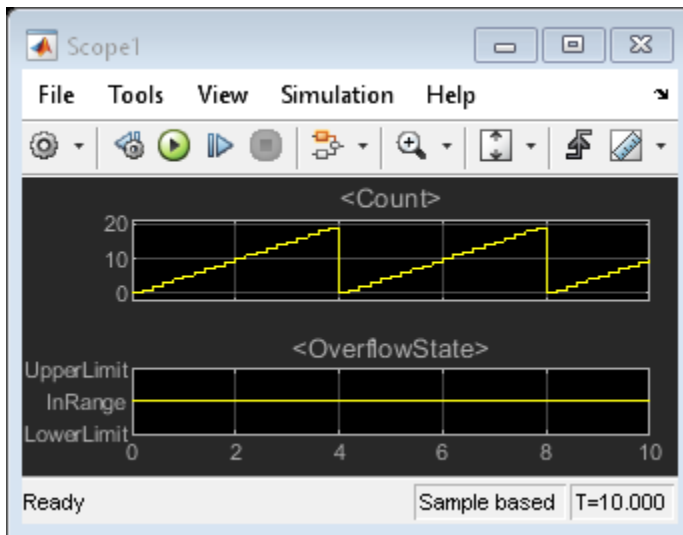 Scope1
File Tools View Simulation Help
<Count>
20
10
0
<OverflowState>
UpperLimit
InRange
LowerLimit
0 2 4 6 8 10
Ready Sample based T=10.000